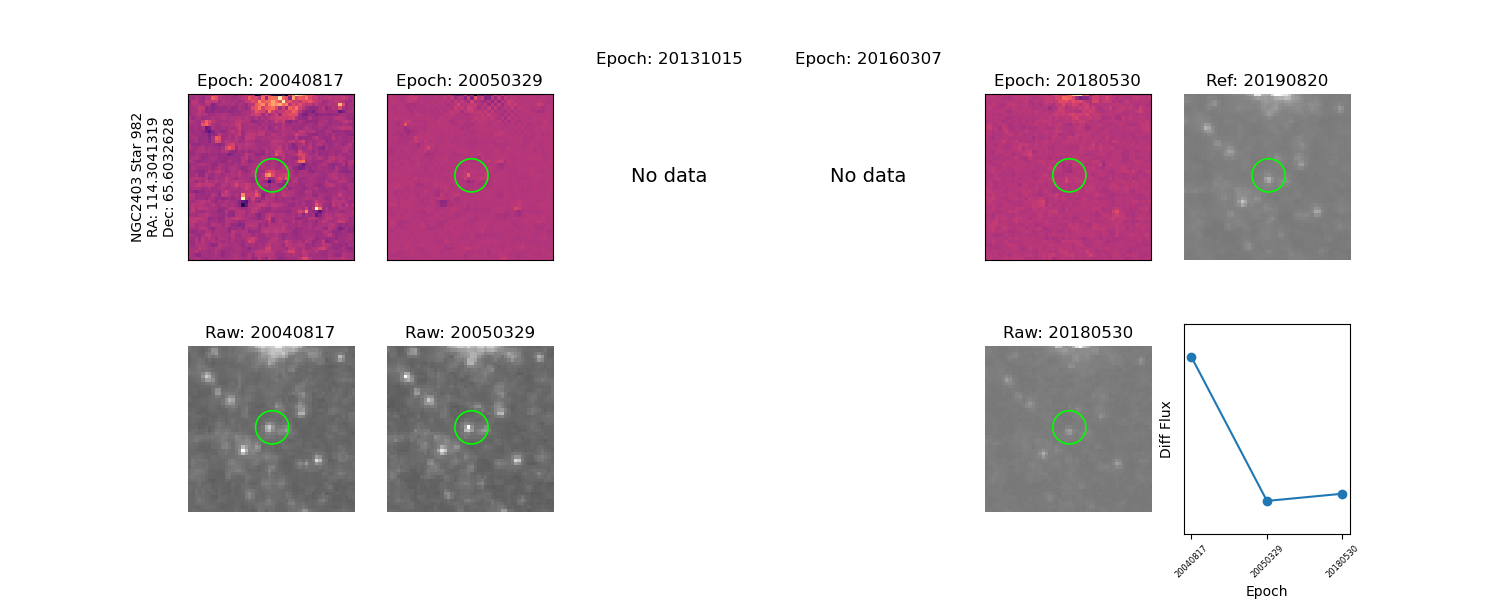 Epoch: 20131015
Epoch: 20160307
Epoch: 20040817
Epoch: 20050329
Epoch: 20180530
Ref: 20190820
NGC2403 Star 982
RA: 114.3041319
Dec: 65.6032628
No data
No data
Raw: 20040817
Raw: 20050329
Raw: 20180530
Diff Flux
20040817
20050329
20180530
Epoch